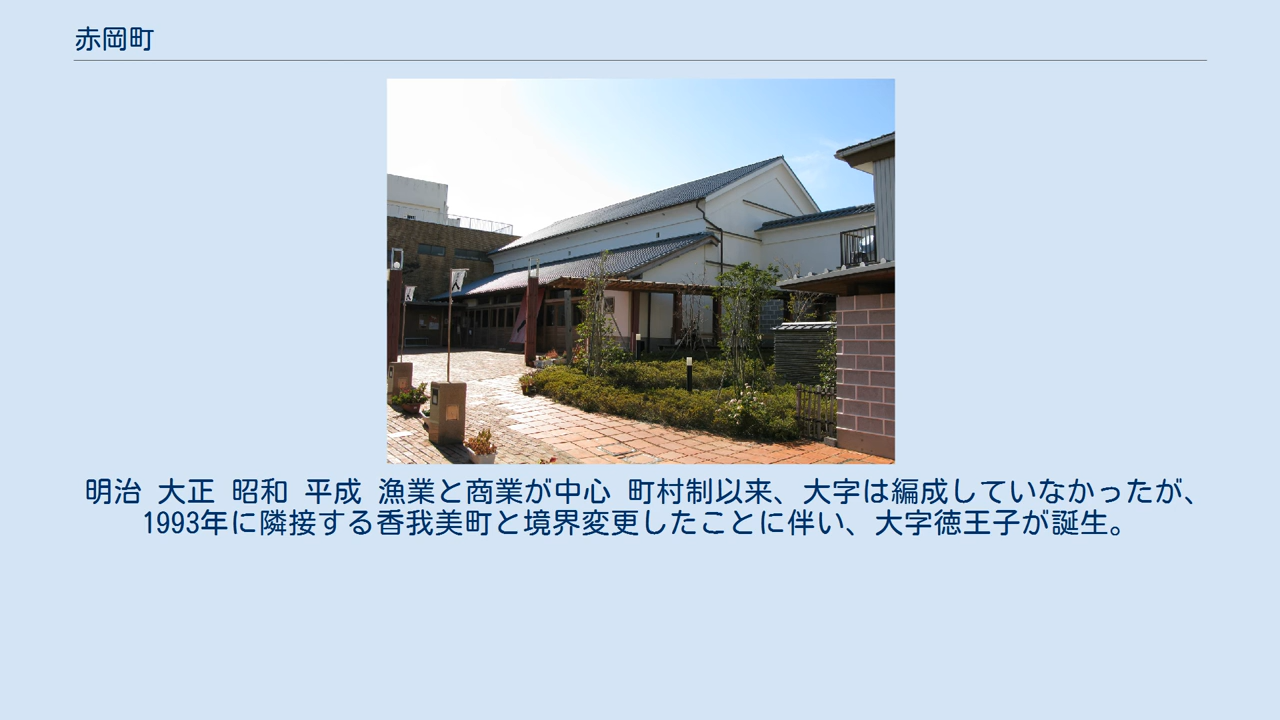 赤岡町
明治 大正 昭和 平成 漁業と商業が中心 町村制以来、大字は編成していなかったが、
1993年に隣接する香我美町と境界変更したことに伴い、大字徳王子が誕生。